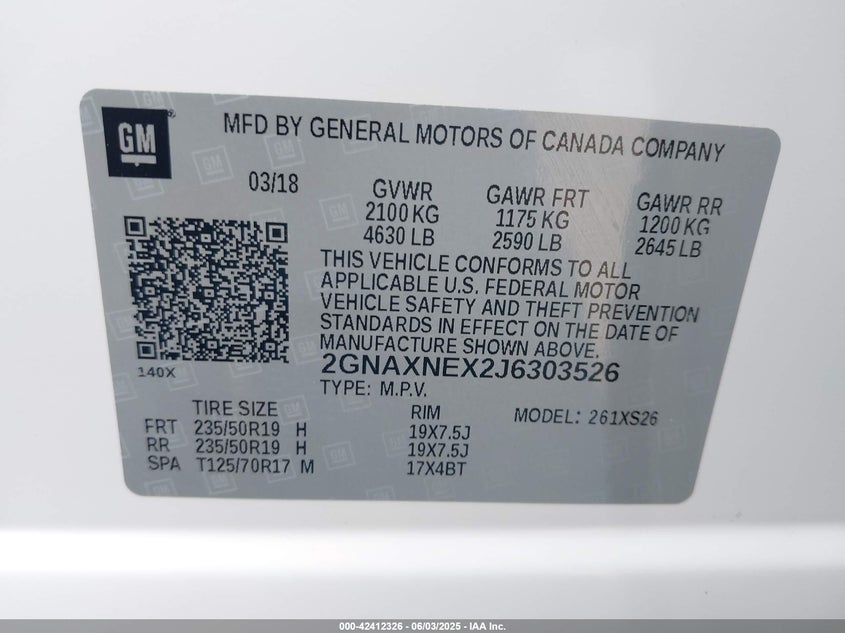 GM
MFD BY GENERAL MOTORS OF CANADA COMPANY
03/18 GVWR GAWR FRT GAWR RR
2100 KG 1175 KG 1200 KG
4630 LB 2590 LB 2645 LB
THIS VEHICLE CONFORMS TO ALL
APPLICABLE U.S. FEDERAL MOTOR
VEHICLE SAFETY AND THEFT PREVENTION
STANDARDS IN EFFECT ON THE DATE OF
MANUFACTURE SHOWN ABOVE.
140X
2GNAXNEX2J6303526
TYPE: M.P.V.
TIRE SIZE RIM MODEL: 261XS26
FRT 235/50R19 H 19X7.5J
RR 235/50R19 H 19X7.5J
SPA T125/70R17 M 17X4BT
000-42412326 - 06/03/2025 - IAA Inc.